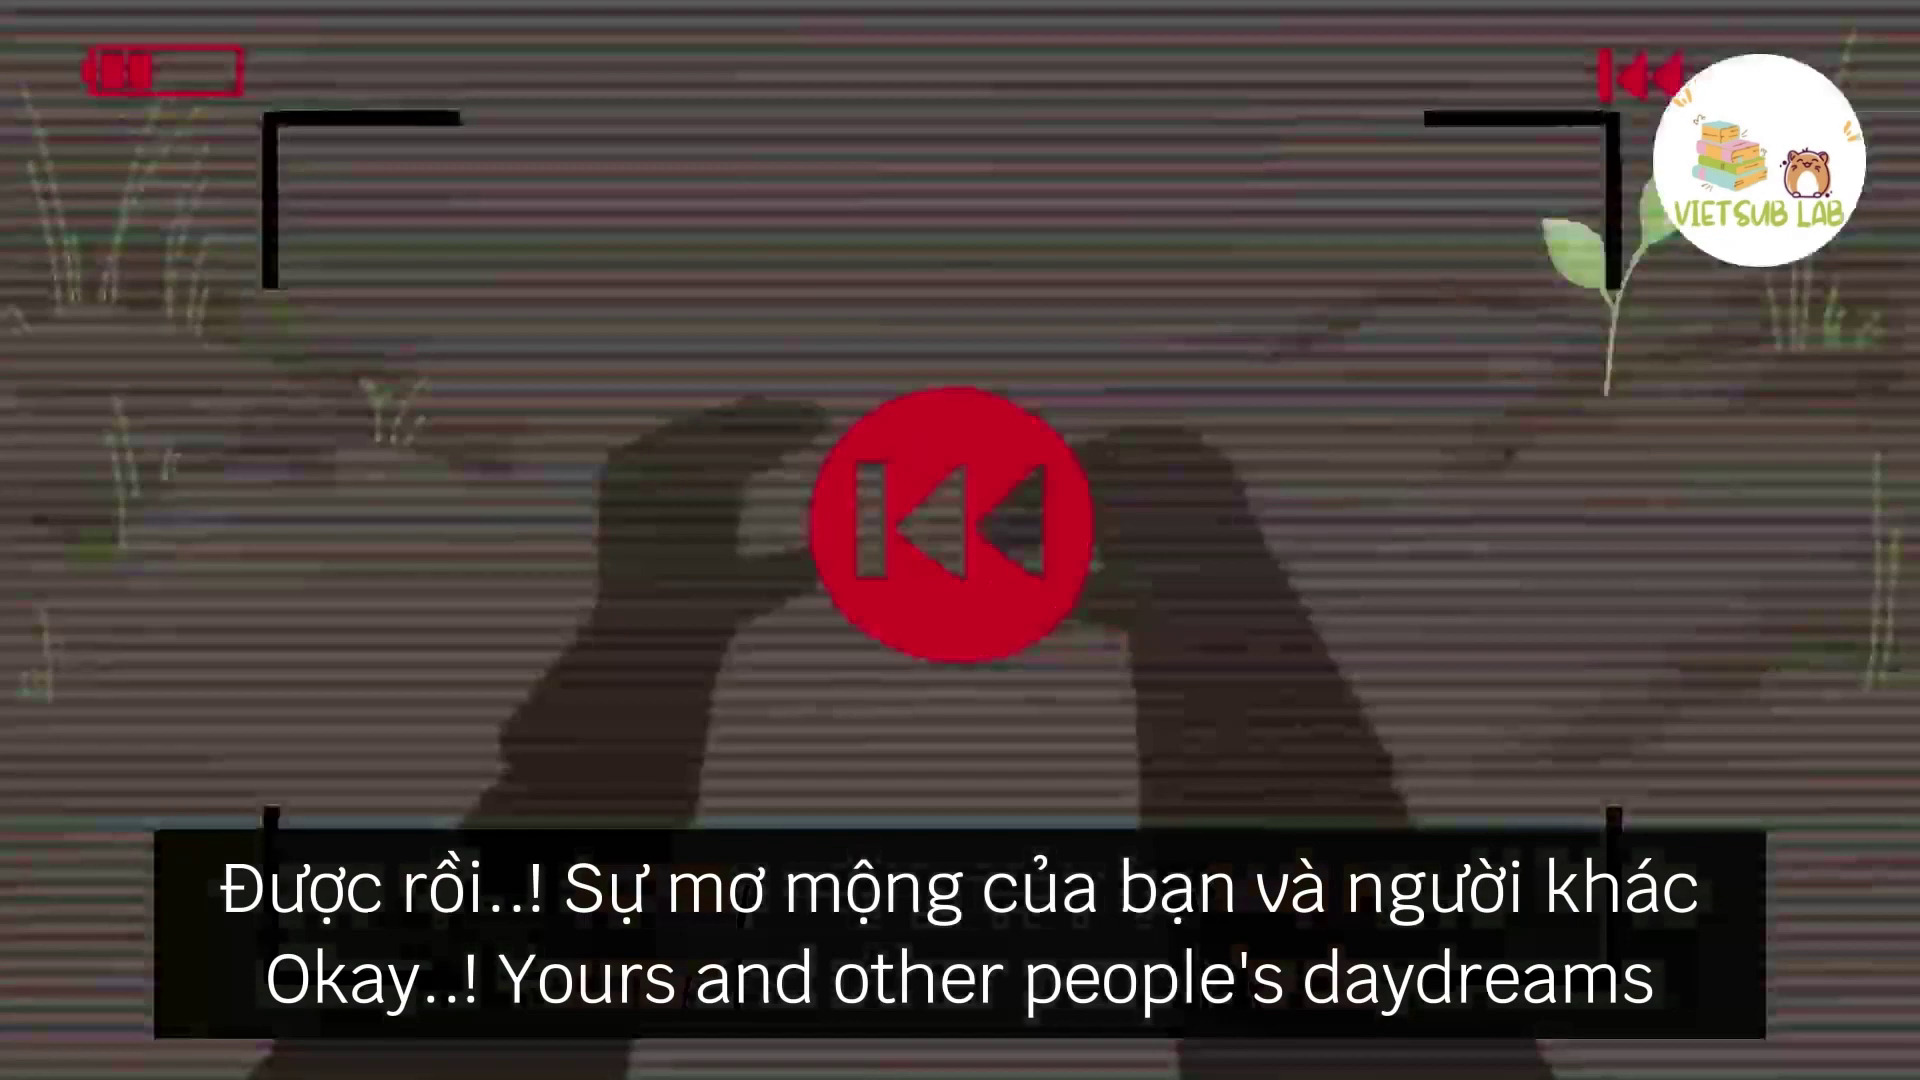 VIETSUB LAB
Được rồi..! Sự mơ mộng của bạn và người khác
Okay..! Yours and other people's daydreams